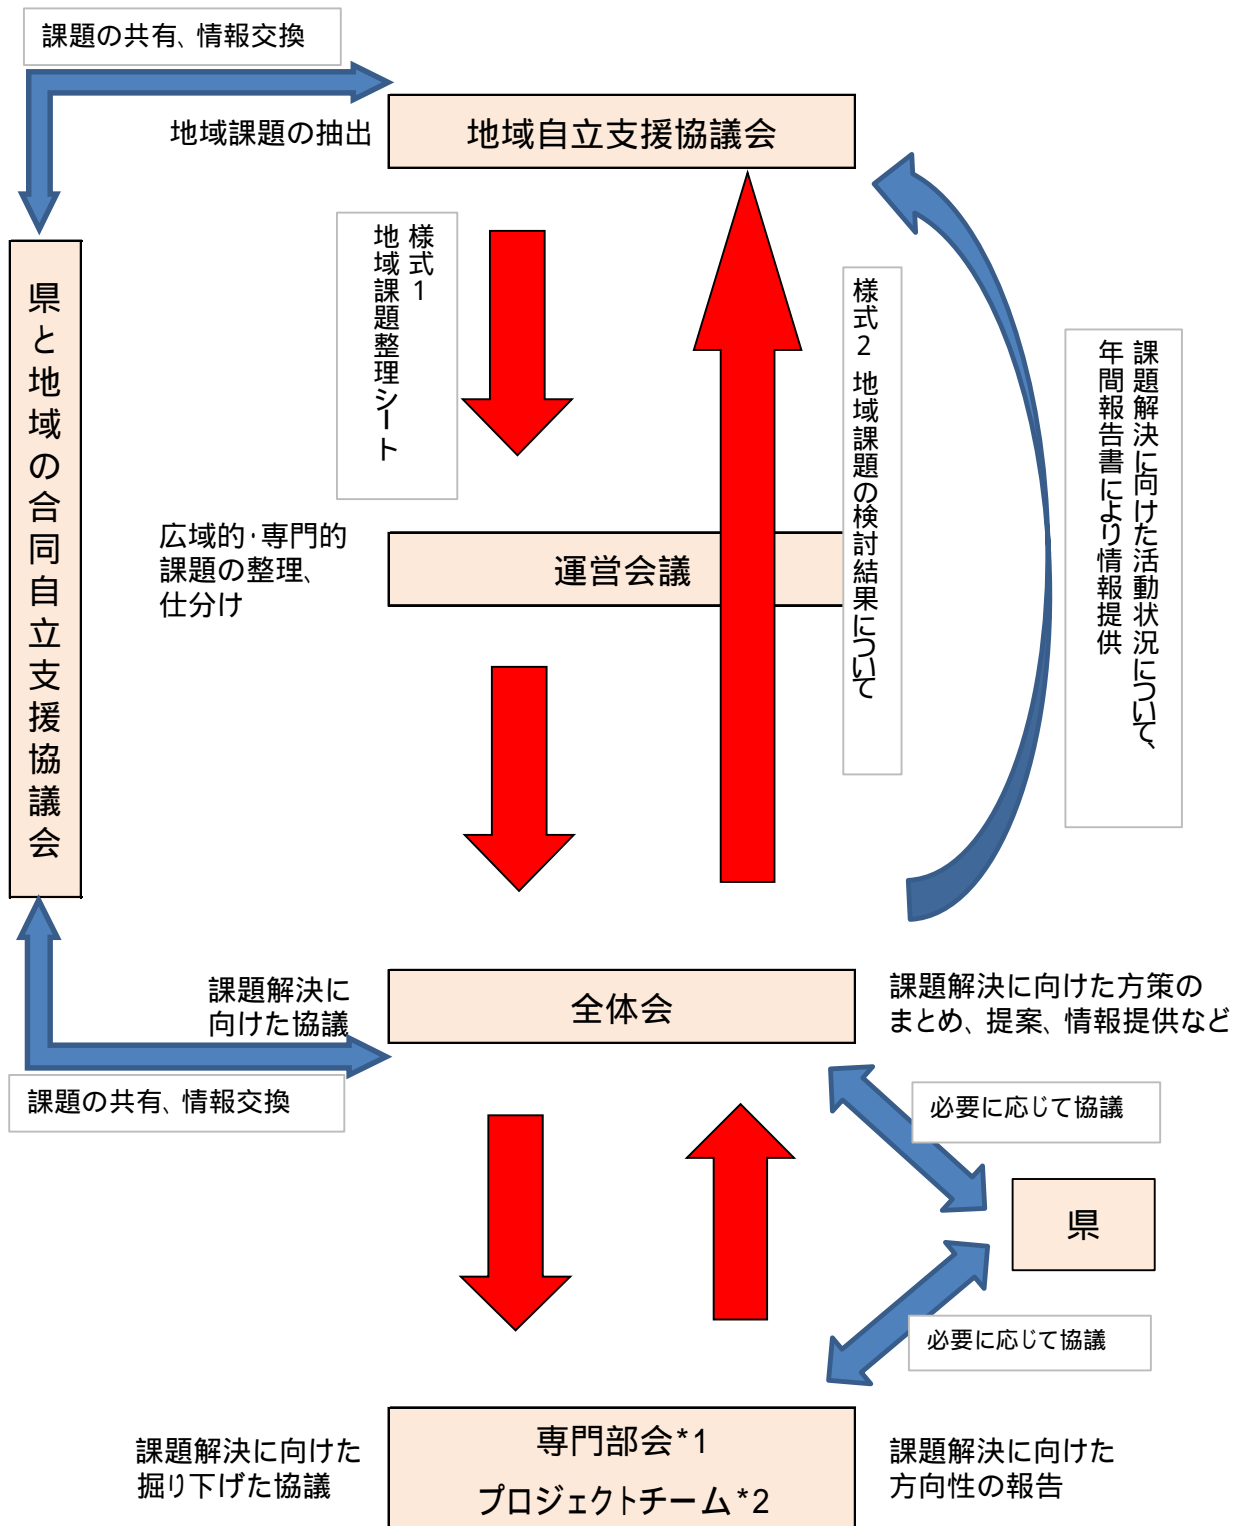 課題の共有、情報交換
地域課題の抽出
地域自立支援協議会
様式1
地域課題整理シート
様式2 地域課題の検討結果について
課題解決に向けた活動状況について、
年間報告書により情報提供
県と地域の合同自立支援協議会
広域的・専門的
課題の整理、
仕分け
運営会議
課題解決に
向けた協議
全体会
課題解決に向けた方策の
まとめ、提案、情報提供など
課題の共有、情報交換
必要に応じて協議
県
必要に応じて協議
課題解決に向けた
掘り下げた協議
専門部会*1
プロジェクトチーム*2
課題解決に向けた
方向性の報告